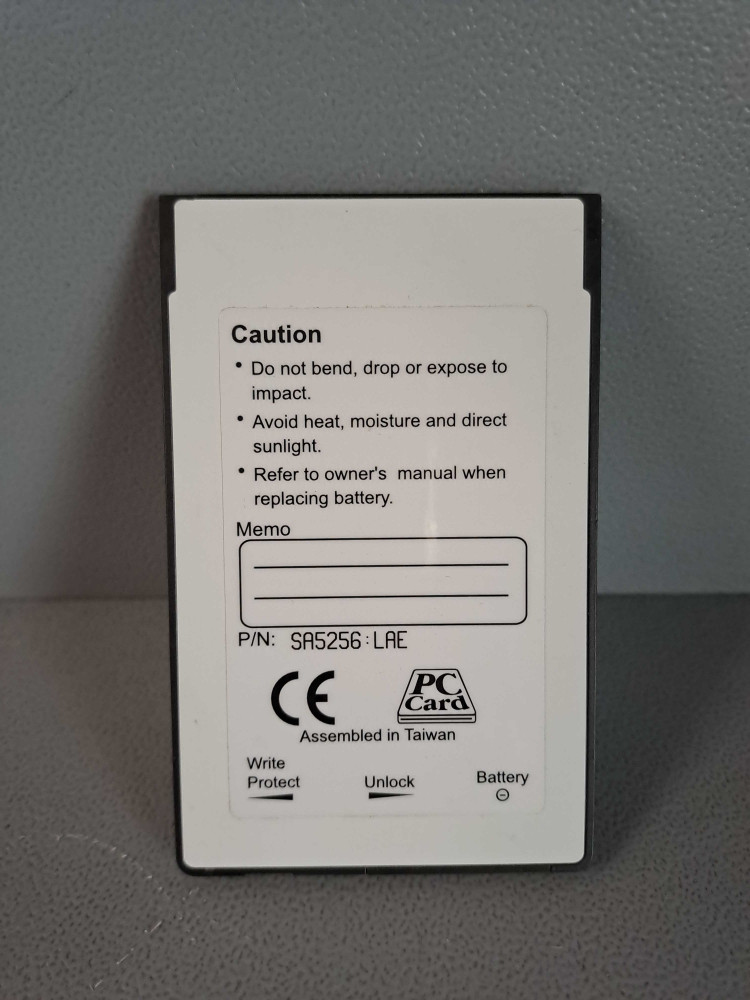 Caution
• Do not bend, drop or expose to
impact.
• Avoid heat, moisture and direct
sunlight.
• Refer to owner's manual when
replacing battery.
Memo
P/N: SA5256:LAE
CE
PC
Card
Assembled in Taiwan
Write
Protect
Unlock
Battery
⊖